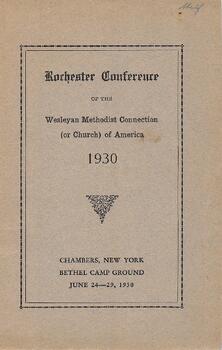 Rochester Conference
OF THE
Wesleyan Methodist Connection
(or Church) of America
1930
CHAMBERS, NEW YORK
BETHEL CAMP GROUND
JUNE 24—29, 1930